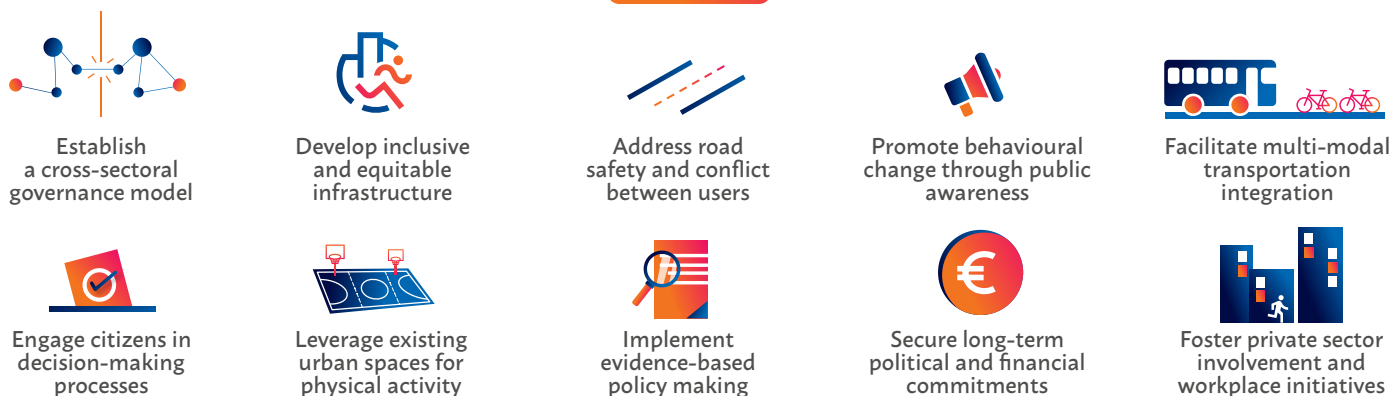 Establish
a cross-sectoral
governance model
Develop inclusive
and equitable
infrastructure
Address road
safety and conflict
between users
Promote behavioural
change through public
awareness
Facilitate multi-modal
transportation
integration
Engage citizens in
decision-making
processes
Leverage existing
urban spaces for
physical activity
Implement
evidence-based
policy making
€
Secure long-term
political and financial
commitments
Foster private sector
involvement and
workplace initiatives